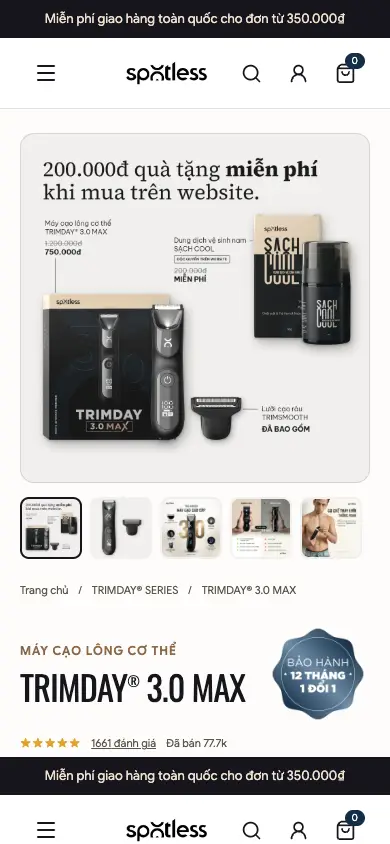 Miễn phí giao hàng toàn quốc cho đơn từ 350.000₫
spotless
0
200.000đ quà tặng miễn phí
khi mua trên website.
Máy cạo lông cơ thể
TRIMDAY® 3.0 MAX
1.200.000đ
750.000đ
Dung dịch vệ sinh nam
SẠCH COOL
200.000đ
MIỄN PHÍ
spotless
SẠCH
COOL
SẠCH
COOL
spotless
TRIMDAY
3.0 MAX
100
Lưỡi cạo râu
TRIMSMOOTH
ĐÃ BAO GỒM
Trang chủ / TRIMDAY® SERIES / TRIMDAY® 3.0 MAX
MÁY CẠO LÔNG CƠ THỂ
TRIMDAY® 3.0 MAX
BẢO HÀNH
12 THÁNG
1 ĐỔI 1
1661 đánh giá Đã bán 77.7k
Miễn phí giao hàng toàn quốc cho đơn từ 350.000₫
spotless
0